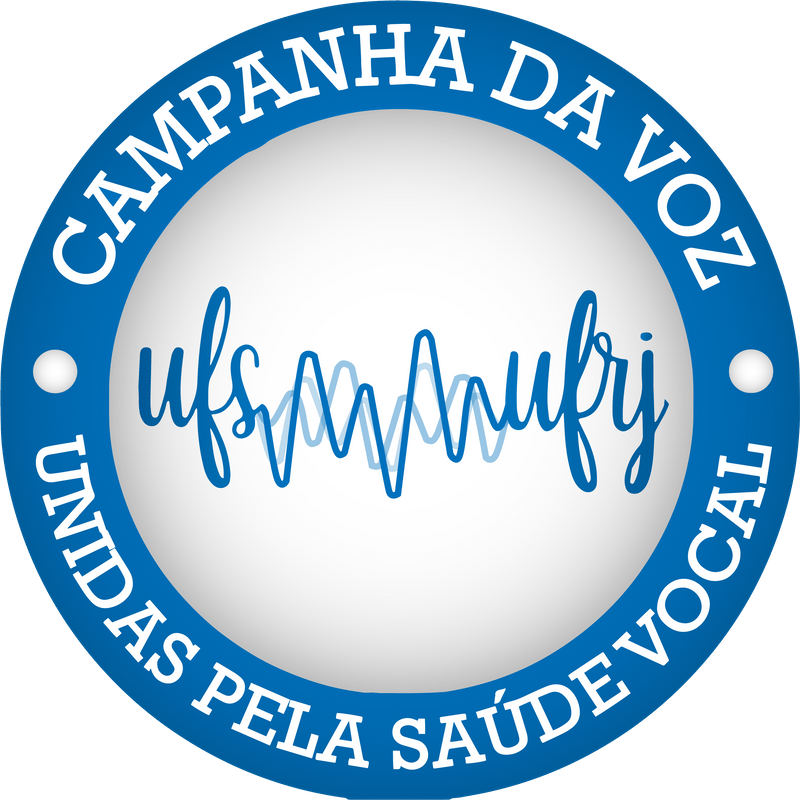 CAMPANHA DA VOZ
ufs ufrj
UNIDAS PELA SAÚDE VOCAL